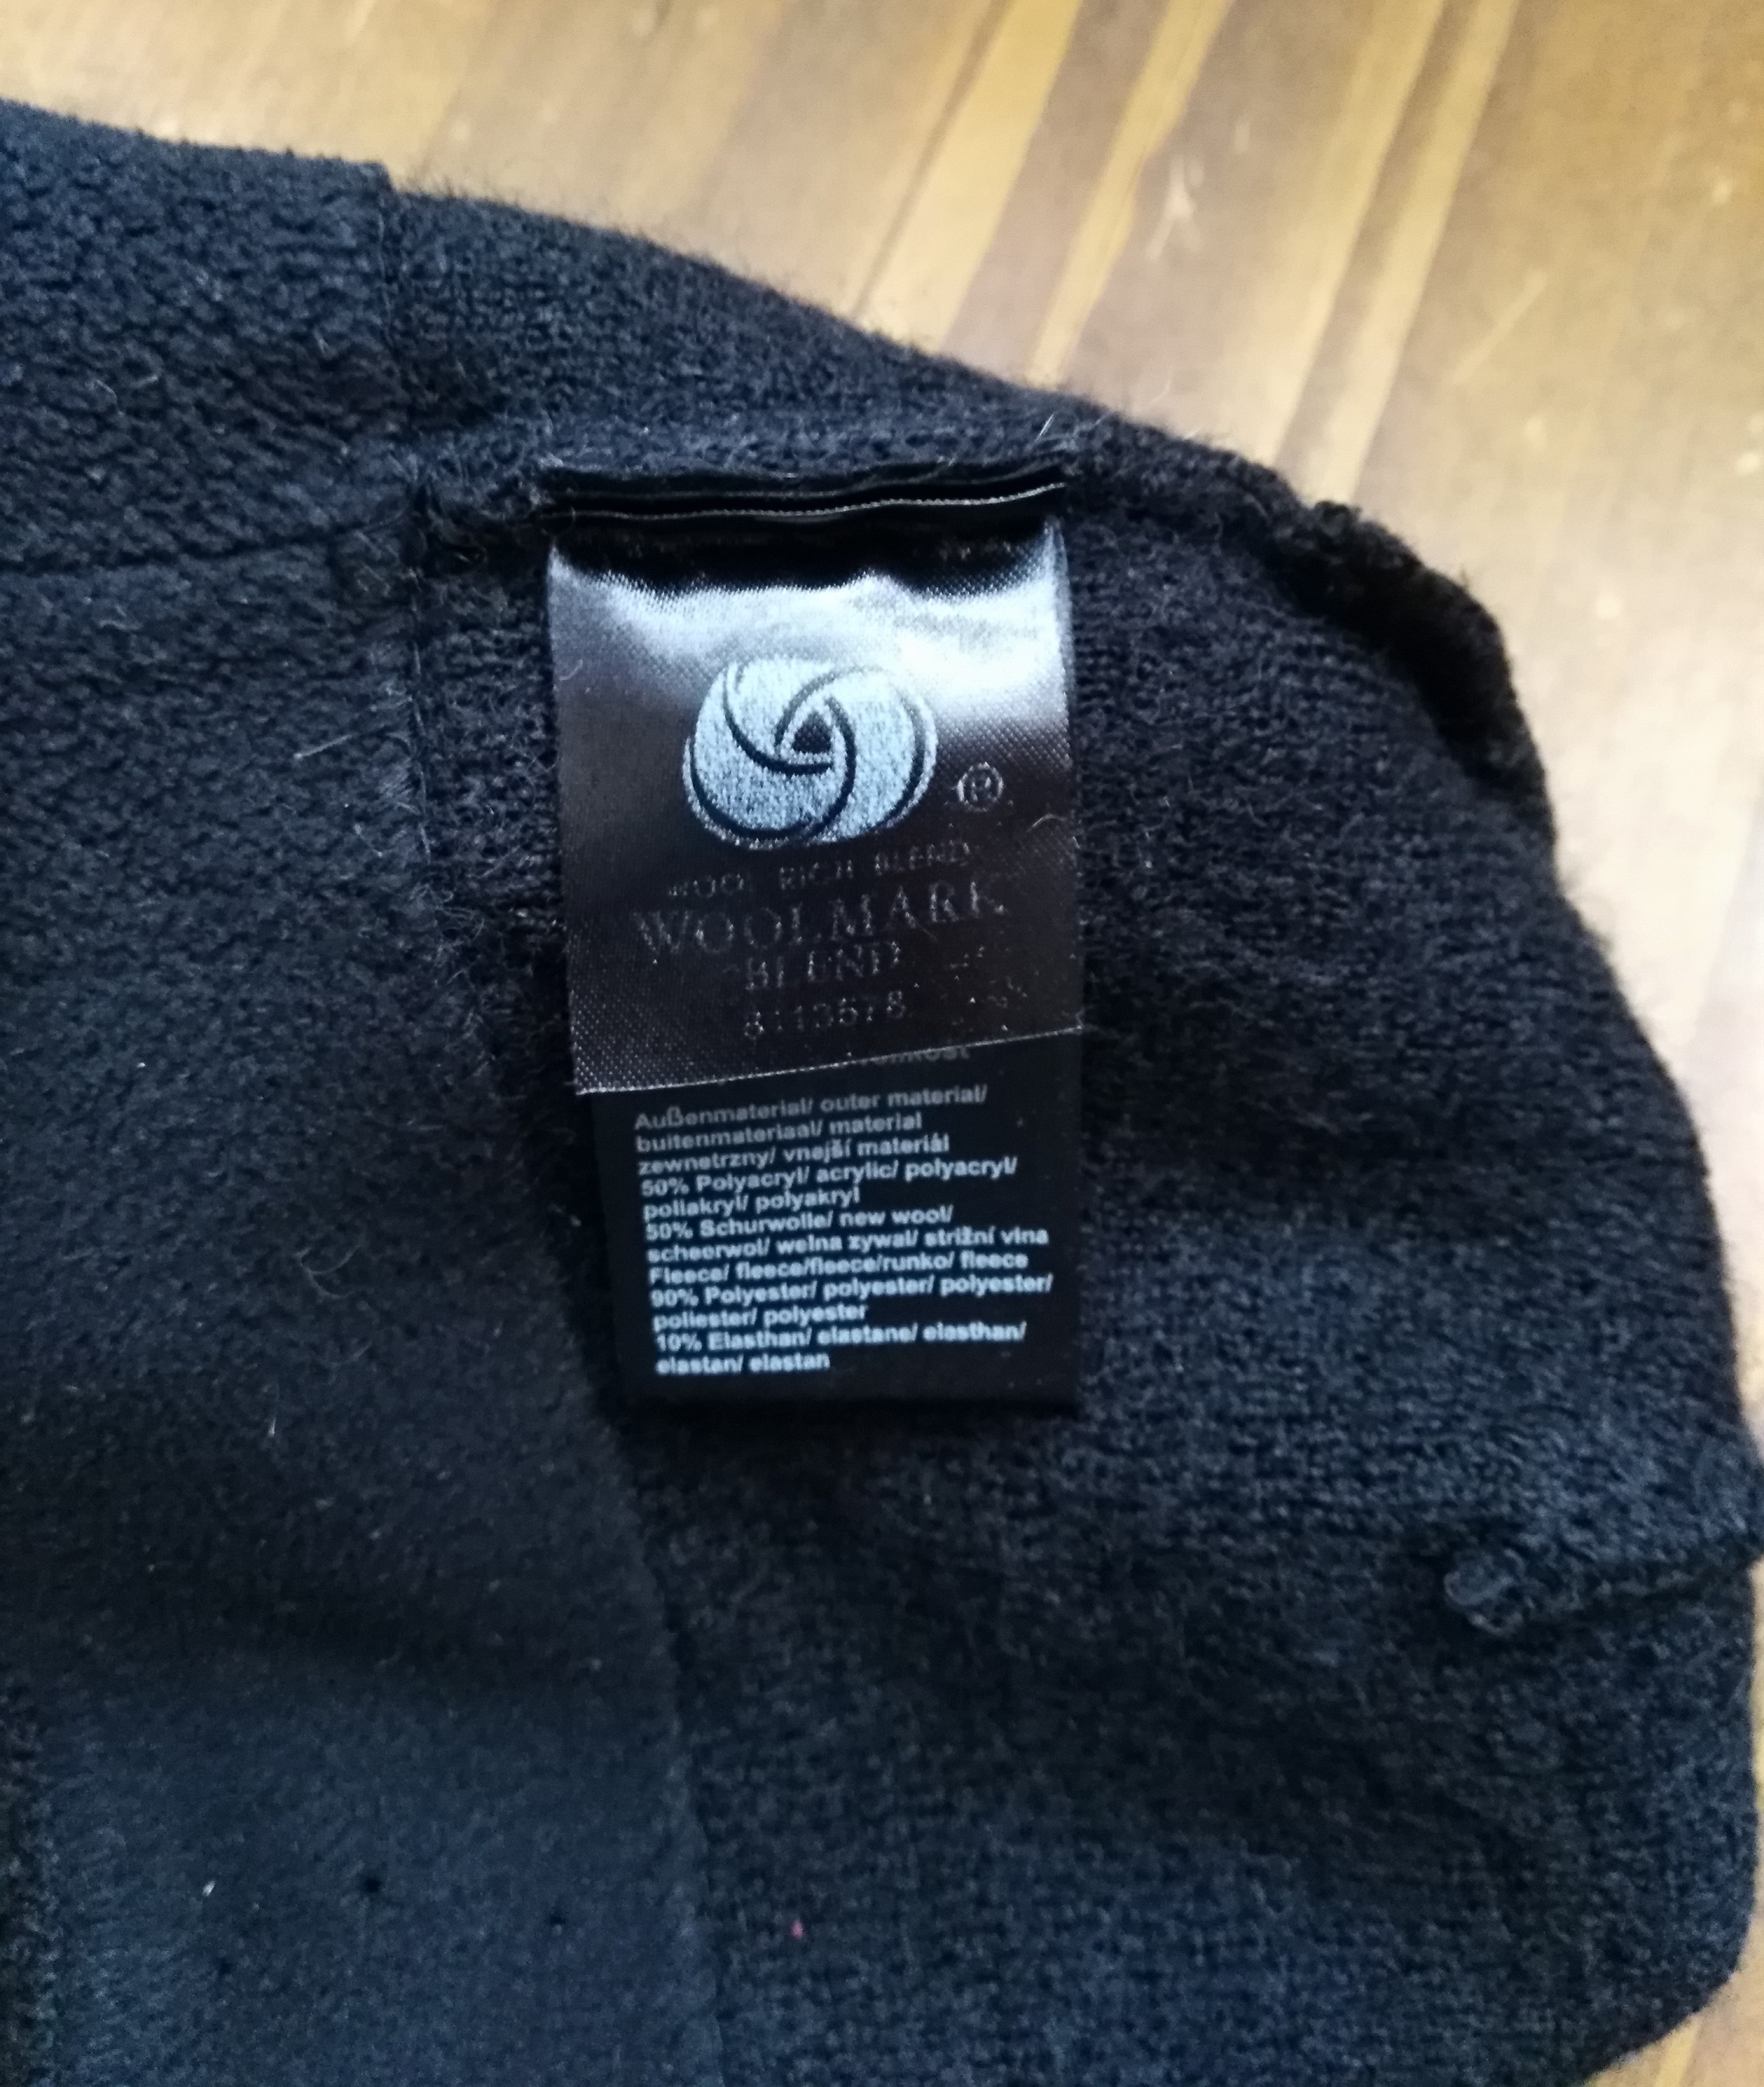 ®
WOOL RICH BLEND
WOOLMARK
BLEND
Außenmaterial/ outer material/
buitenmateriaal/ material
zewnetrzny/ vnejší materiál
50% Polyacryl/ acrylic/ polyacryl/
poliakryl/ polyakryl
50% Schurwolle/ new wool/
scheerwol/ welna zywal/ strižní vlna
Fleece/ fleece/fleece/runko/ fleece
90% Polyester/ polyester/ polyester/
poliester/ polyester
10% Elasthan/ elastane/ elasthan/
elastan/ elastan